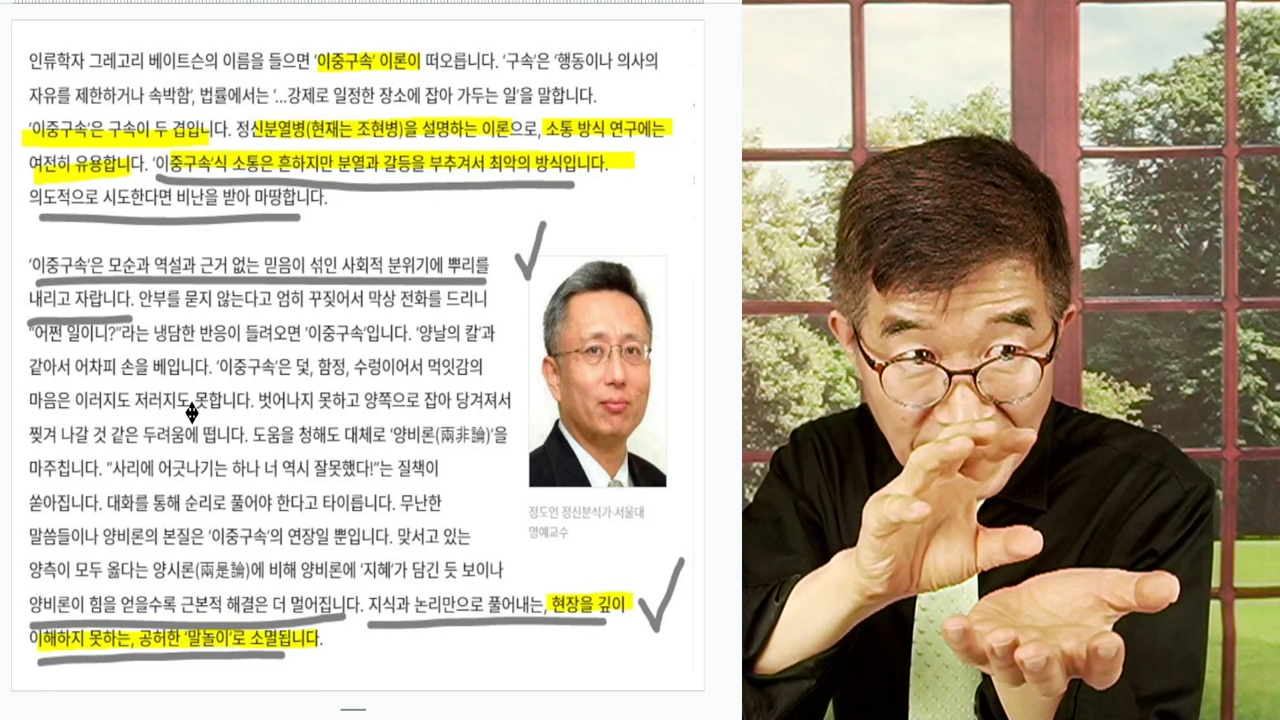 인류학자 그레고리 베이트슨의 이름을 들으면 '이중구속' 이론이 떠오릅니다. '구속'은 '행동이나 의사의
자유를 제한하거나 속박함', 법률에서는 '...강제로 일정한 장소에 잡아 가두는 일'을 말합니다.
'이중구속'은 구속이 두 겹입니다. 정신분열병(현재는 조현병)을 설명하는 이론으로, 소통 방식 연구에는
여전히 유용합니다. '이중구속'식 소통은 흔하지만 분열과 갈등을 부추겨서 최악의 방식입니다.
의도적으로 시도한다면 비난을 받아 마땅합니다.
'이중구속'은 모순과 역설과 근거 없는 믿음이 섞인 사회적 분위기에 뿌리를
내리고 자랍니다. 안부를 묻지 않는다고 엄히 꾸짖어서 막상 전화를 드리니
"어쩐 일이니?"라는 냉담한 반응이 들려오면 '이중구속'입니다. '양날의 칼'과
같아서 어차피 손을 베입니다. '이중구속'은 덫, 함정, 수렁이어서 먹잇감의
마음은 이러지도 저러지도 못합니다. 벗어나지 못하고 양쪽으로 잡아 당겨져서
찢겨 나갈 것 같은 두려움에 떱니다. 도움을 청해도 대체로 '양비론(兩非論)'을
마주칩니다. "사리에 어긋나기는 하나 너 역시 잘못했다!"는 질책이
쏟아집니다. 대화를 통해 순리로 풀어야 한다고 타이릅니다. 무난한
말씀들이나 양비론의 본질은 '이중구속'의 연장일 뿐입니다. 맞서고 있는
양측이 모두 옳다는 양시론(兩是論)에 비해 양비론에 '지혜'가 담긴 듯 보이나
양비론이 힘을 얻을수록 근본적 해결은 더 멀어집니다. 지식과 논리만으로 풀어내는, 현장을 깊이
이해하지 못하는, 공허한 '말놀이'로 소멸됩니다.
정도언 정신분석가·서울대
명예교수